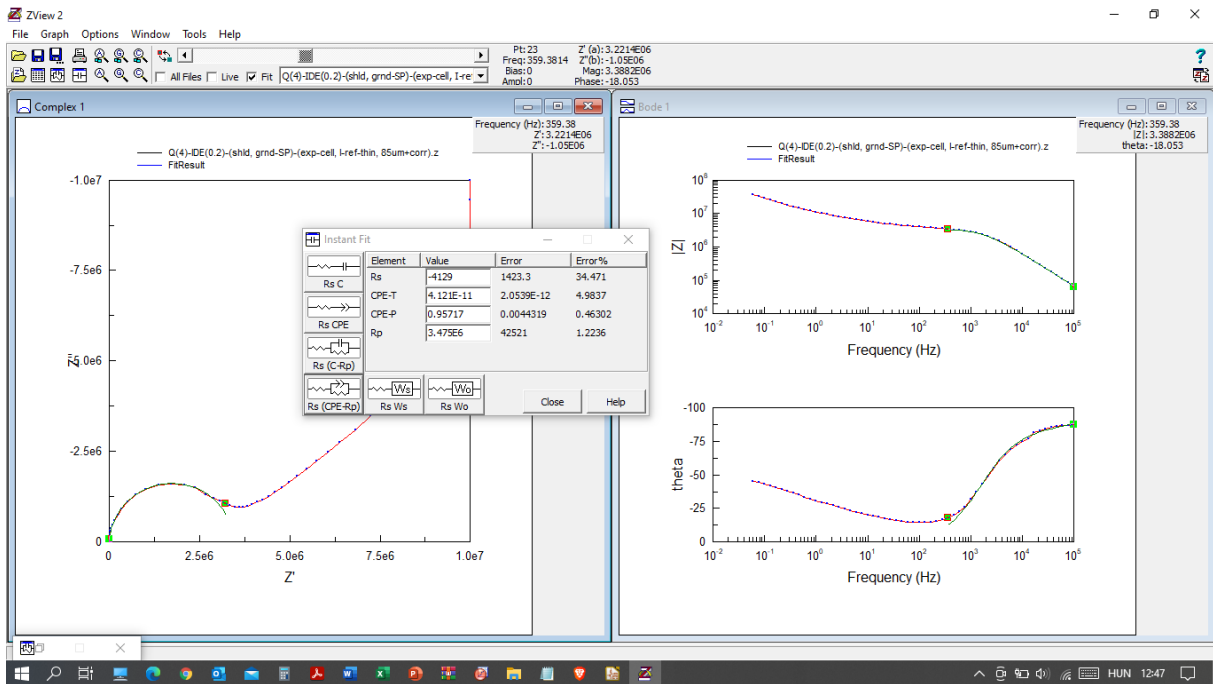 ZView 2
File Graph Options Window Tools Help
All Files Live Fit Q(4)-IDE(0.2)-(shld, grnd-SP)-(exp-cell, I-re
Pt:23 Z' (a):3.2214E06
Freq:359.3814 Z"(b):-1.05E06
Bias:0 Mag:3.3882E06
Ampl:0 Phase:-18.053
Complex 1
Frequency (Hz):359.38
Z':3.2214E06
Z":-1.05E06
Q(4)-IDE(0.2)-(shld, grnd-SP)-(exp-cell, I-ref-thin, 85um+corr).z
FitResult
-1.0e7
-7.5e6
-5.0e6
-2.5e6
0
0 2.5e6 5.0e6 7.5e6 1.0e7
Z'
Instant Fit
Element Value Error Error%
Rs -4129 1423.3 34.471
CPE-T 4.121E-11 2.0539E-12 4.9837
CPE-P 0.95717 0.0044319 0.46302
Rp 3.475E6 42521 1.2236
Rs C
Rs CPE
Rs (C-Rp)
Rs (CPE-Rp)
Ws
Rs Ws
Wo
Rs Wo
Close
Help
Bode 1
Frequency (Hz):359.38
|Z|:3.3882E06
theta:-18.053
Q(4)-IDE(0.2)-(shld, grnd-SP)-(exp-cell, I-ref-thin, 85um+corr).z
FitResult
10^8
10^7
10^6
10^5
10^4
|Z|
10^-2 10^-1 10^0 10^1 10^2 10^3 10^4 10^5
Frequency (Hz)
-100
-75
-50
-25
0
theta
10^-2 10^-1 10^0 10^1 10^2 10^3 10^4 10^5
Frequency (Hz)
HUN 12:47